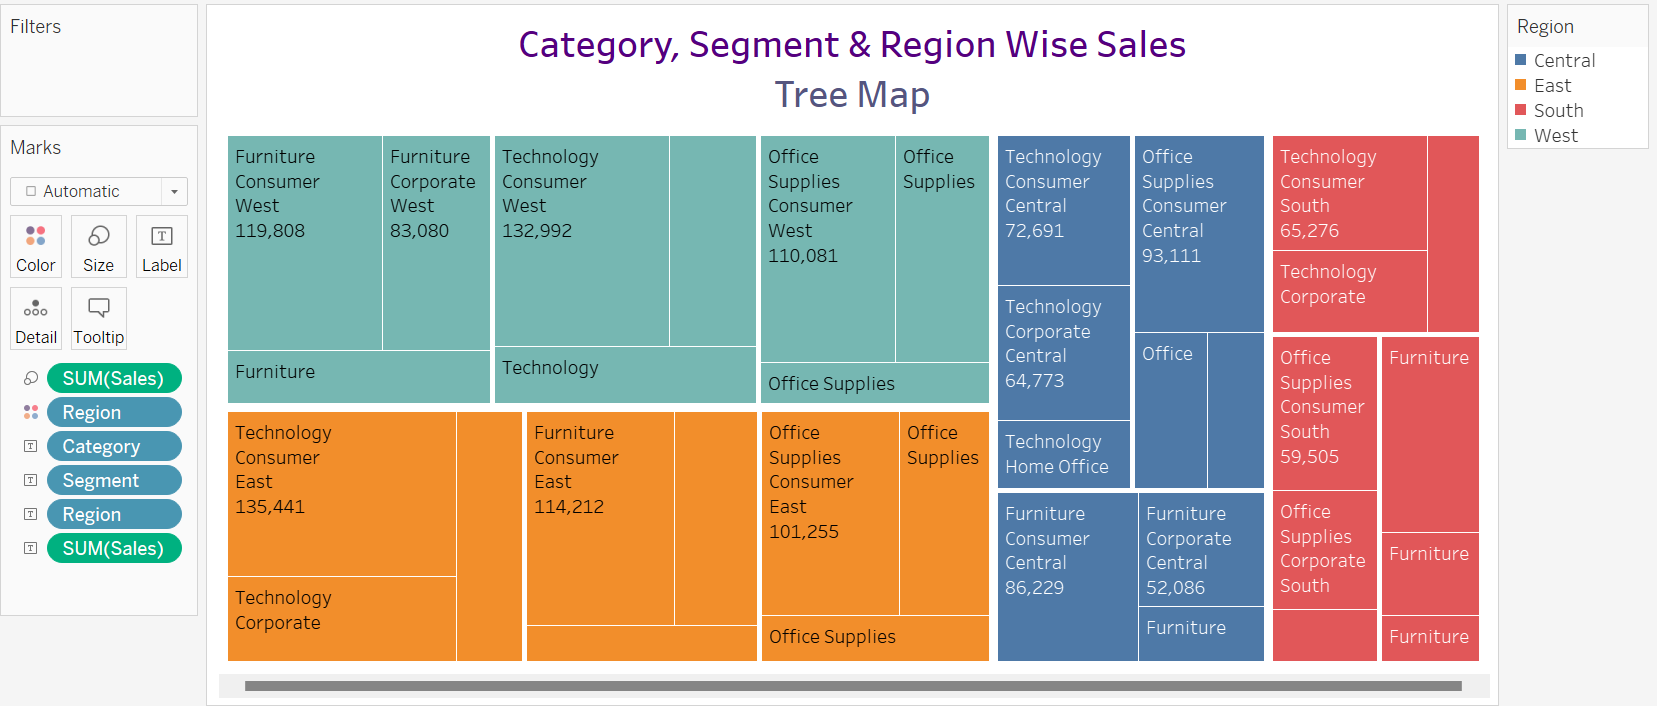 Filters
Marks
Automatic
Color
Size
Label
Detail
Tooltip
SUM(Sales)
Region
Category
Segment
Region
SUM(Sales)
Category, Segment & Region Wise Sales
Tree Map
Furniture
Consumer
West
119,808
Furniture
Corporate
West
83,080
Furniture
Technology
Consumer
West
132,992
Technology
Office
Supplies
Consumer
West
110,081
Office
Supplies
Office Supplies
Technology
Consumer
East
135,441
Technology
Corporate
Furniture
Consumer
East
114,212
Office
Supplies
Consumer
East
101,255
Office
Supplies
Office Supplies
Technology
Consumer
Central
72,691
Technology
Corporate
Central
64,773
Technology
Home Office
Office
Supplies
Consumer
Central
93,111
Office
Furniture
Consumer
Central
86,229
Furniture
Corporate
Central
52,086
Furniture
Technology
Consumer
South
65,276
Technology
Corporate
Office
Supplies
Consumer
South
59,505
Office
Supplies
Corporate
South
Furniture
Furniture
Furniture
Region
Central
East
South
West